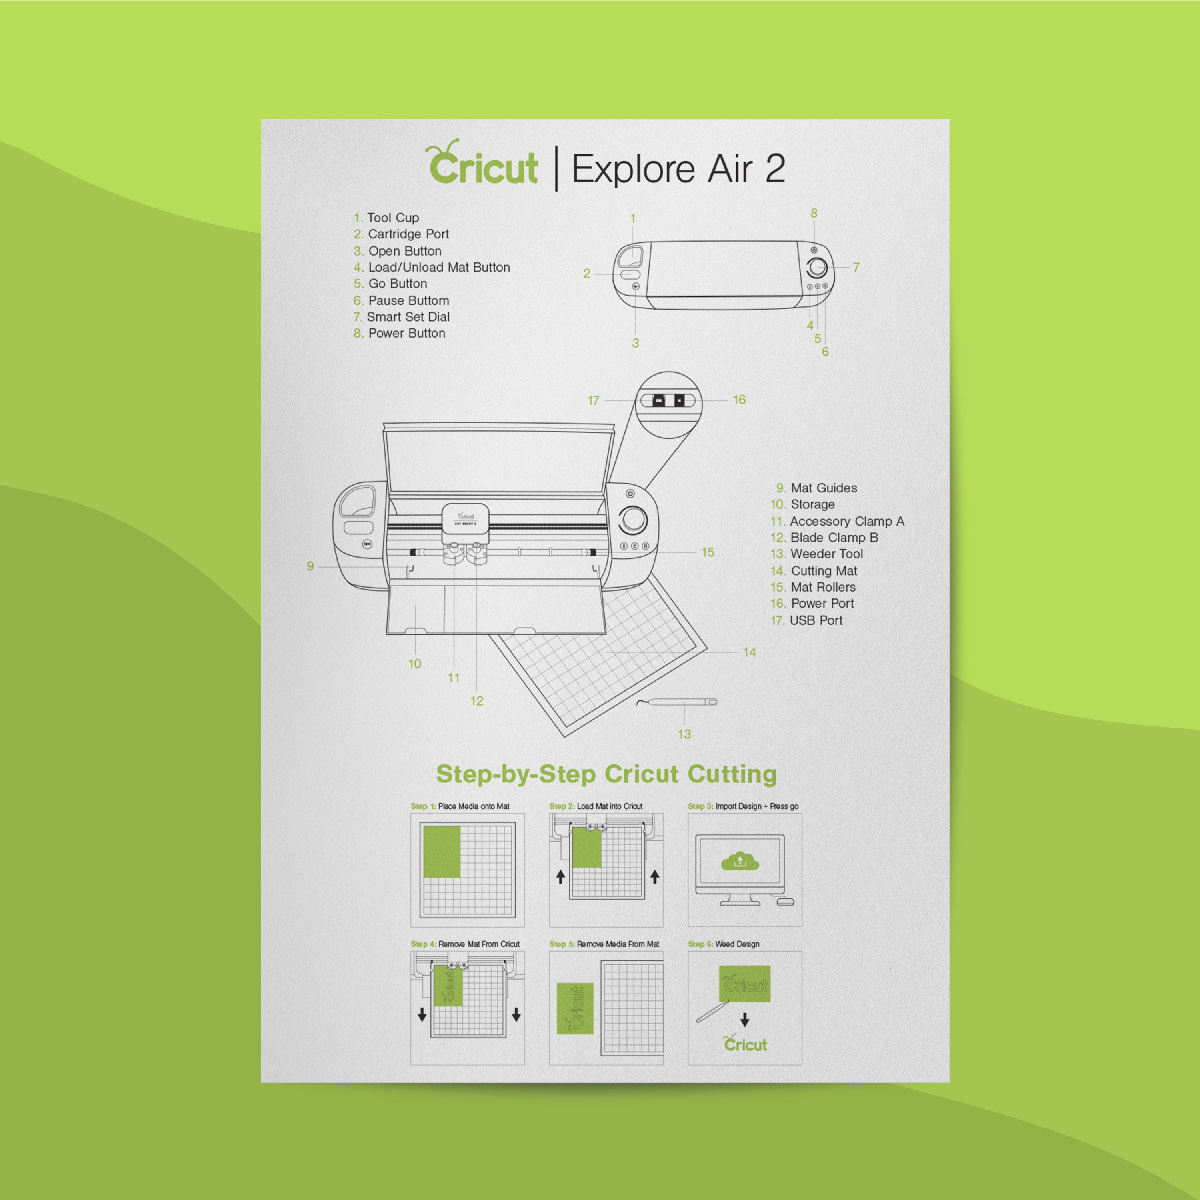 Cricut | Explore Air 2
1. Tool Cup
2. Cartridge Port
3. Open Button
4. Load/Unload Mat Button
5. Go Button
6. Pause Buttom
7. Smart Set Dial
8. Power Button
1
8
2
7
3
4
5
6
17
16
9. Mat Guides
10. Storage
11. Accessory Clamp A
12. Blade Clamp B
13. Weeder Tool
14. Cutting Mat
15. Mat Rollers
16. Power Port
17. USB Port
9
15
10
11
12
14
13
Step-by-Step Cricut Cutting
Step 1: Place Media onto Mat
Step 2: Load Mat into Cricut
Step 3: Import Design + Press go
Step 4: Remove Mat From Cricut
Cricut
Step 5: Remove Media From Mat
Cricut
Step 6: Weed Design
Cricut
Cricut